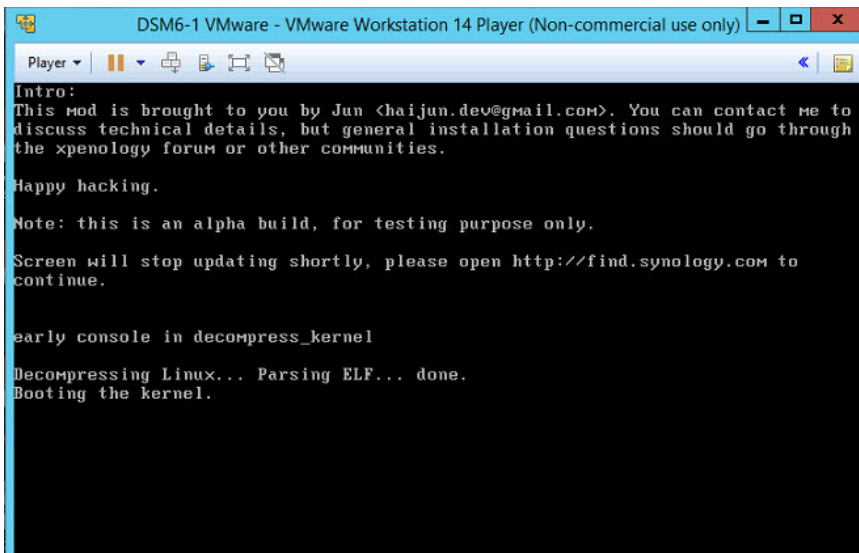 DSM6-1 VMware - VMware Workstation 14 Player (Non-commercial use only)
Player
Intro:
This mod is brought to you by Jun <haijun.dev@gmail.com>. You can contact me to
discuss technical details, but general installation questions should go through
the xpenology forum or other communities.
Happy hacking.
Note: this is an alpha build, for testing purpose only.
Screen will stop updating shortly, please open http://find.synology.com to
continue.
early console in decompress_kernel
Decompressing Linux... Parsing ELF... done.
Booting the kernel.